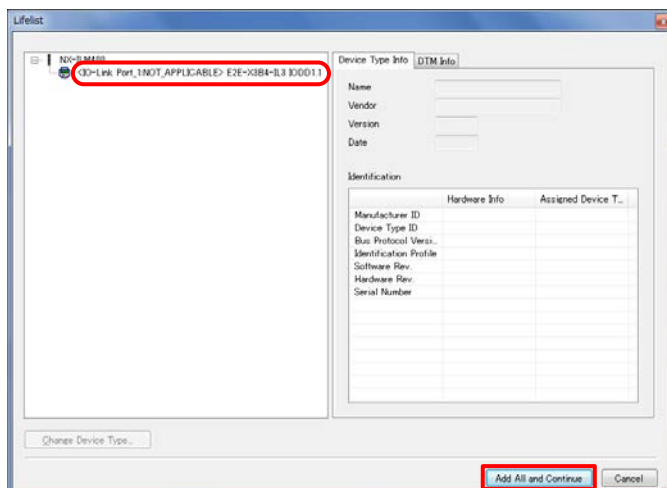 Lifelist
NX-ILM400
<IO-Link Port_1:NOT_APPLICABLE> E2E-X3B4-IL3 IODD1.1
Device Type Info
DTM Info
Name
Vendor
Version
Date
Identification
Hardware Info
Assigned Device T...
Manufacturer ID
Device Type ID
Bus Protocol Versi...
Identification Profile
Software Rev.
Hardware Rev.
Serial Number
Change Device Type...
Add All and Continue
Cancel